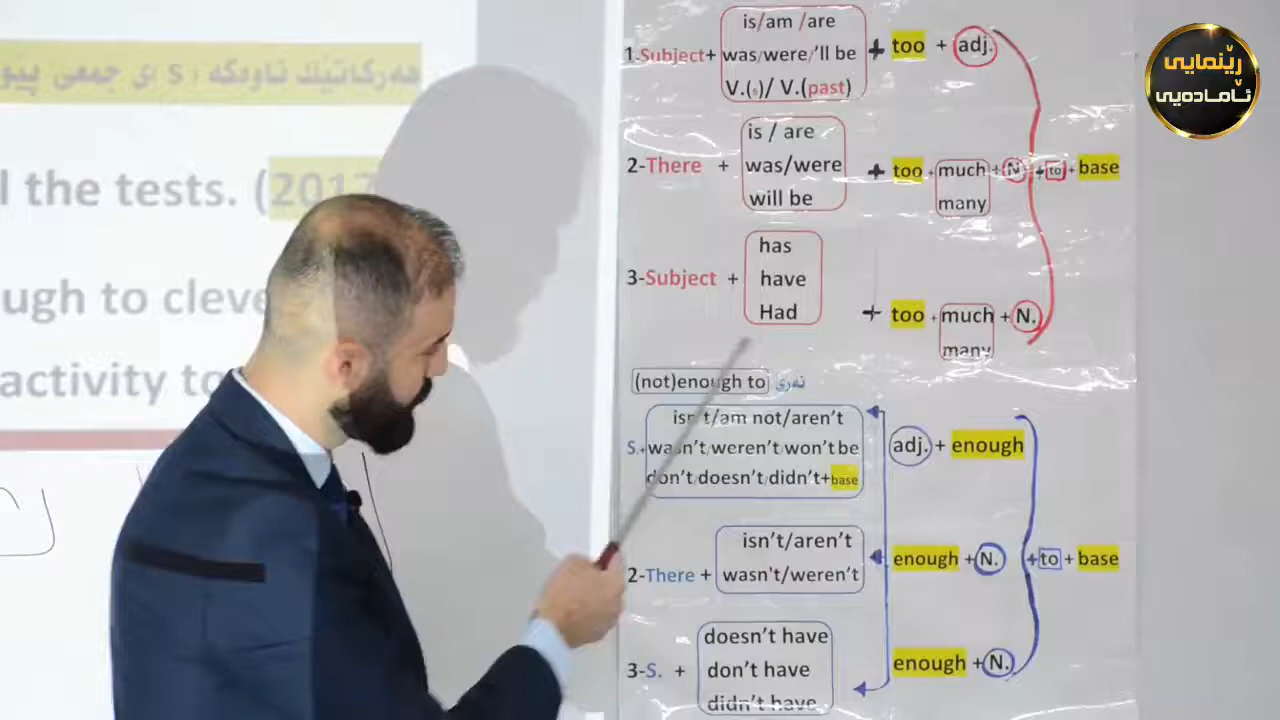 هەرکاتێك ناودکە
l the tests. (2017
ugh to cleve
activity to
is/am /are
1.Subject+ was/were/'ll be + too + adj.
V.(s)/ V.(past)
is / are
2-There + was/were + too + much + N + to + base
will be many
has
3-Subject + have
Had + too + much + N.
many
(not)enough to نەرێ
isn't/am not/aren't
S.+wasn't/weren't/won't be adj. + enough
don't/doesn't/didn't+base
isn't/aren't
2-There + wasn't/weren't enough +N. +to + base
doesn't have
3-S. + don't have enough +N.
didn't have
ڕێنمایی
ئامادەیی